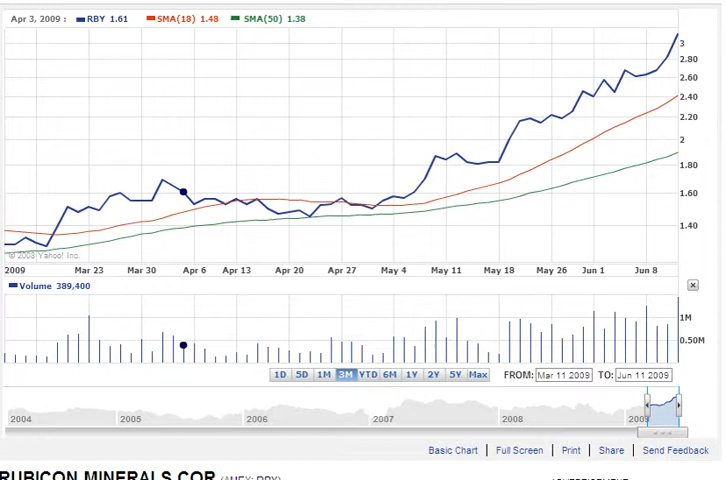 Apr 3, 2009 : RBY 1.61 SMA(18) 1.48 SMA(50) 1.38
3
2.80
2.60
2.40
2.20
2
1.80
1.60
1.40
© 2008 Yahoo! Inc.
2009 Mar 23 Mar 30 Apr 6 Apr 13 Apr 20 Apr 27 May 4 May 11 May 18 May 26 Jun 1 Jun 8
Volume 389,400
1M
0.50M
1D 5D 1M 3M YTD 6M 1Y 2Y 5Y Max FROM: Mar 11 2009 TO: Jun 11 2009
2004 2005 2006 2007 2008 2009
Basic Chart Full Screen Print Share Send Feedback
RUBICON MINERALS COR (AMEX: RBY)
ADVERTISEMENT